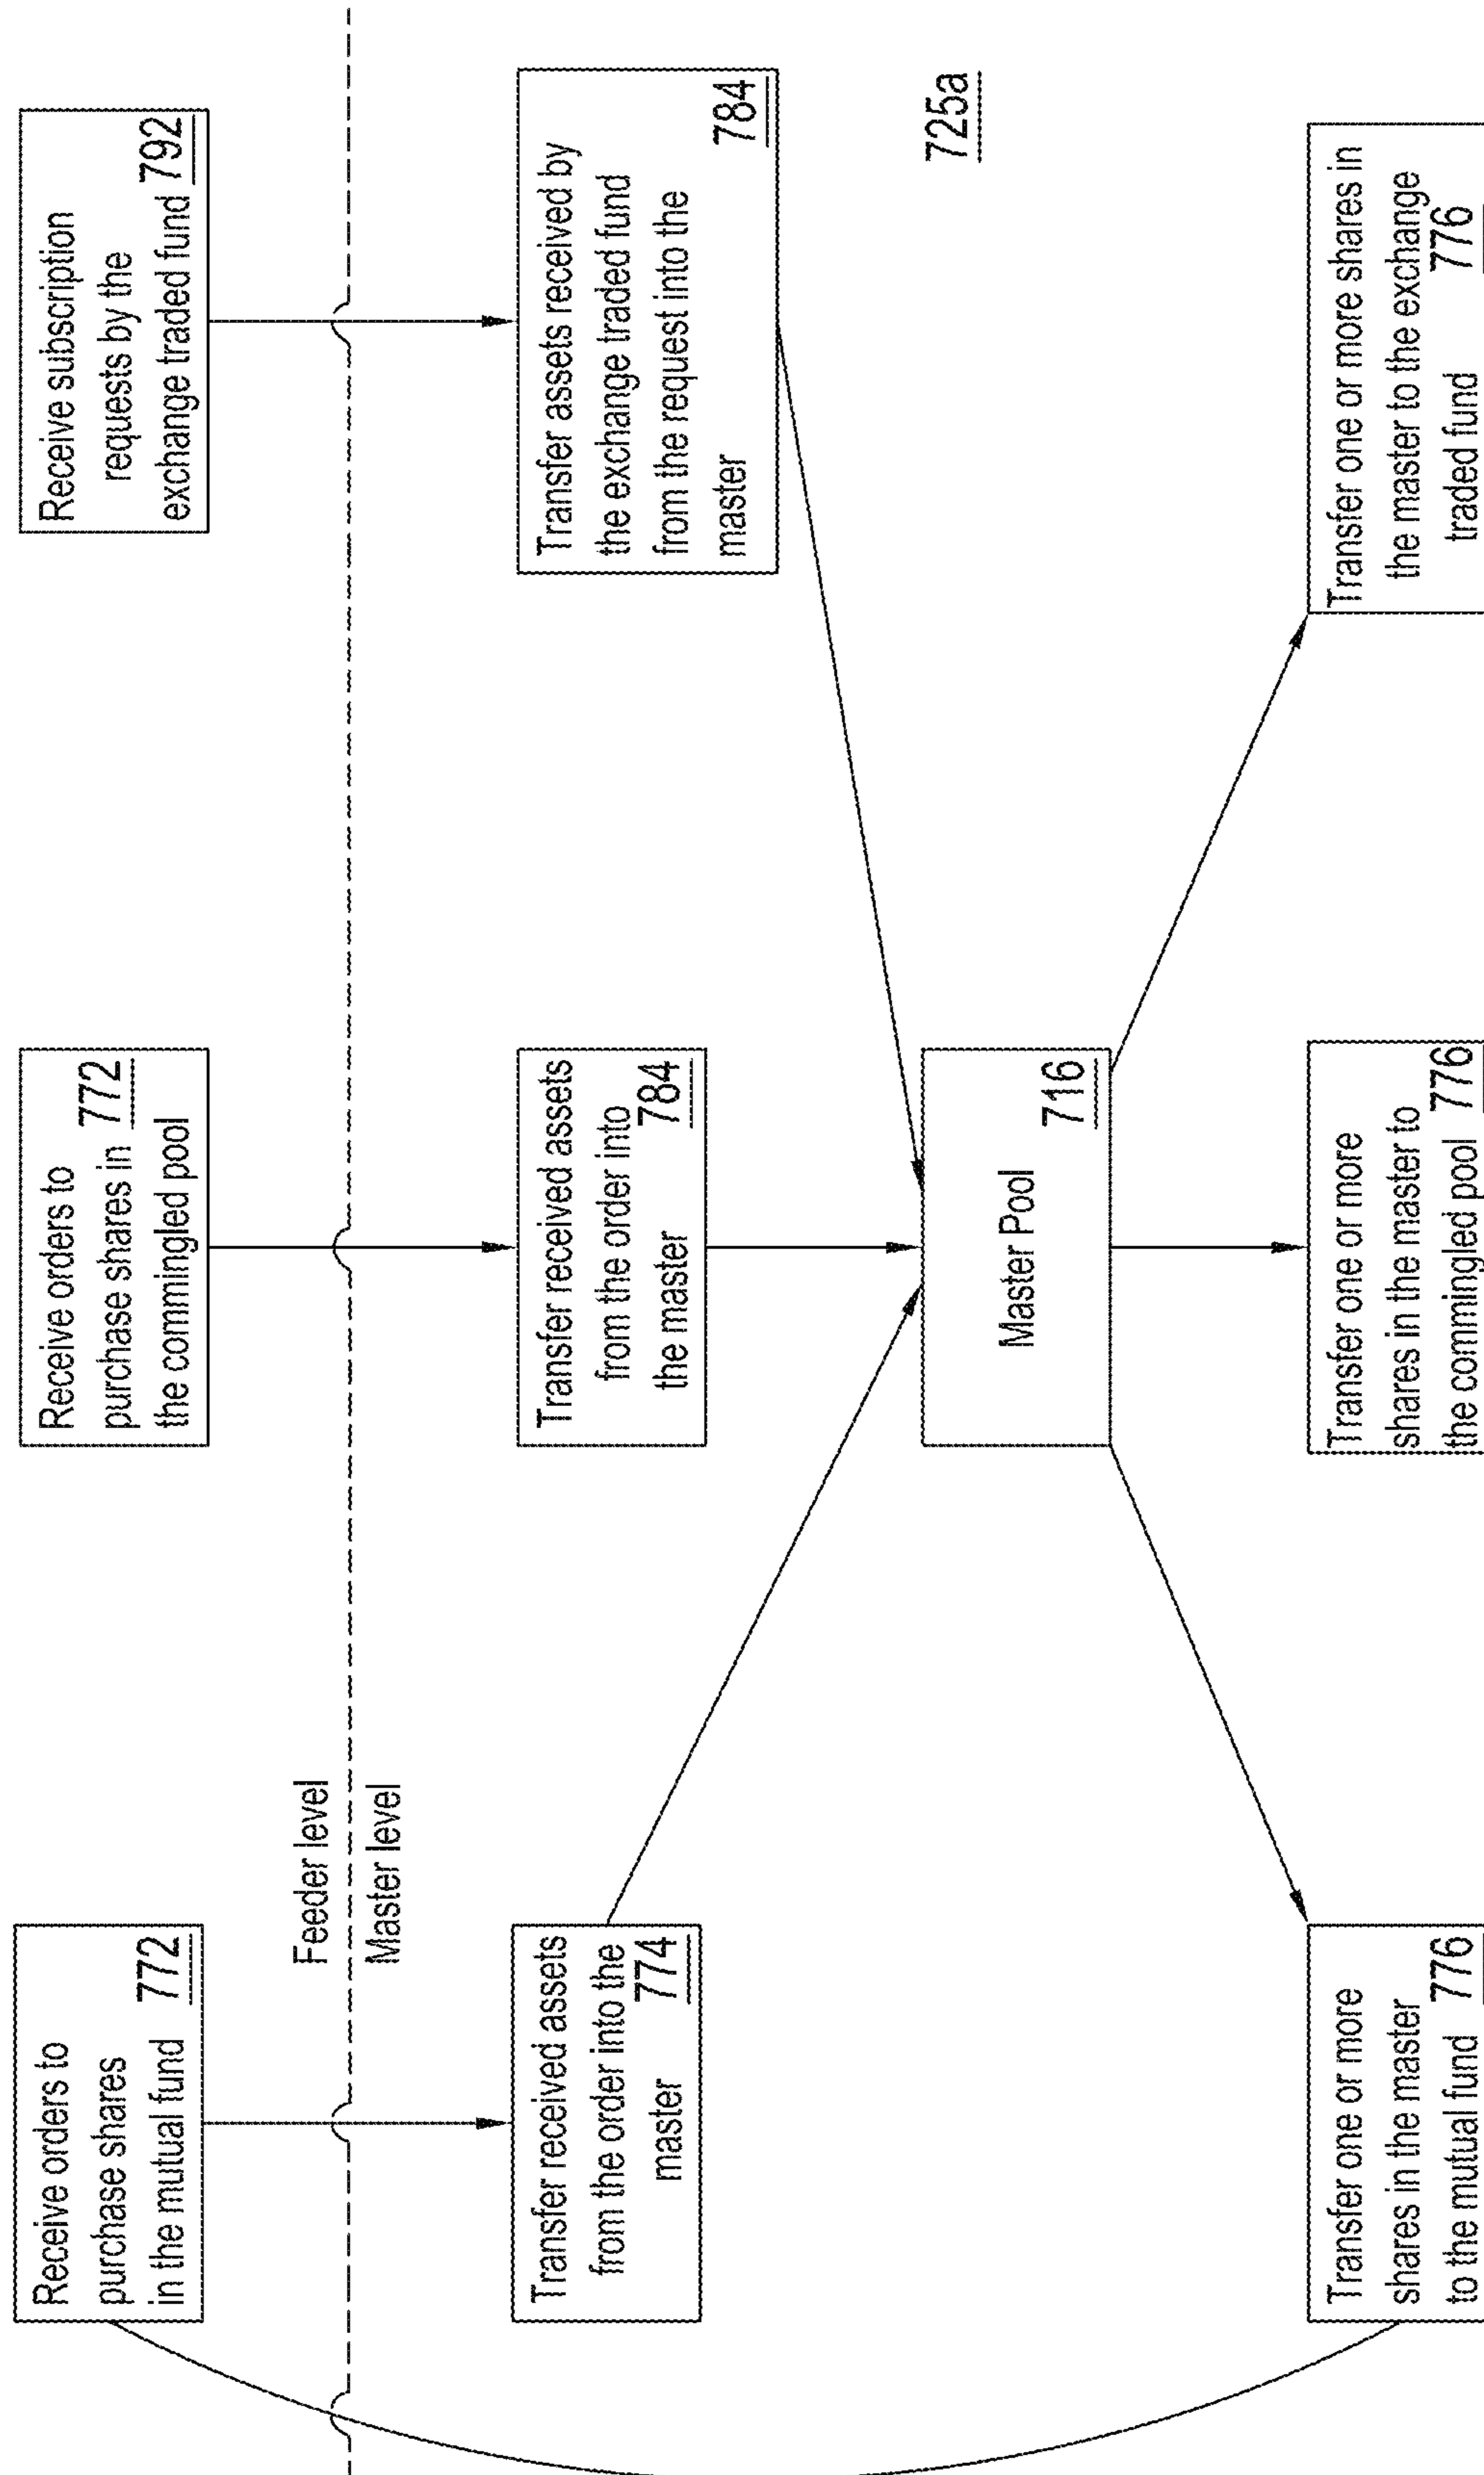 Receive orders to
purchase shares
in the mutual fund 772
Receive orders to
purchase shares in 772
the commingled pool
Receive subscription
requests by the
exchange traded fund 792
Feeder level
Master level
Transfer received assets
from the order into the
master 774
Transfer received assets
from the order into
the master 784
Transfer assets received by
the exchange traded fund
from the request into the
master 784
Master Pool
716
725a
Transfer one or more
shares in the master
to the mutual fund 776
Transfer one or more
shares in the master to
the commingled pool 776
Transfer one or more shares in
the master to the exchange
traded fund 776